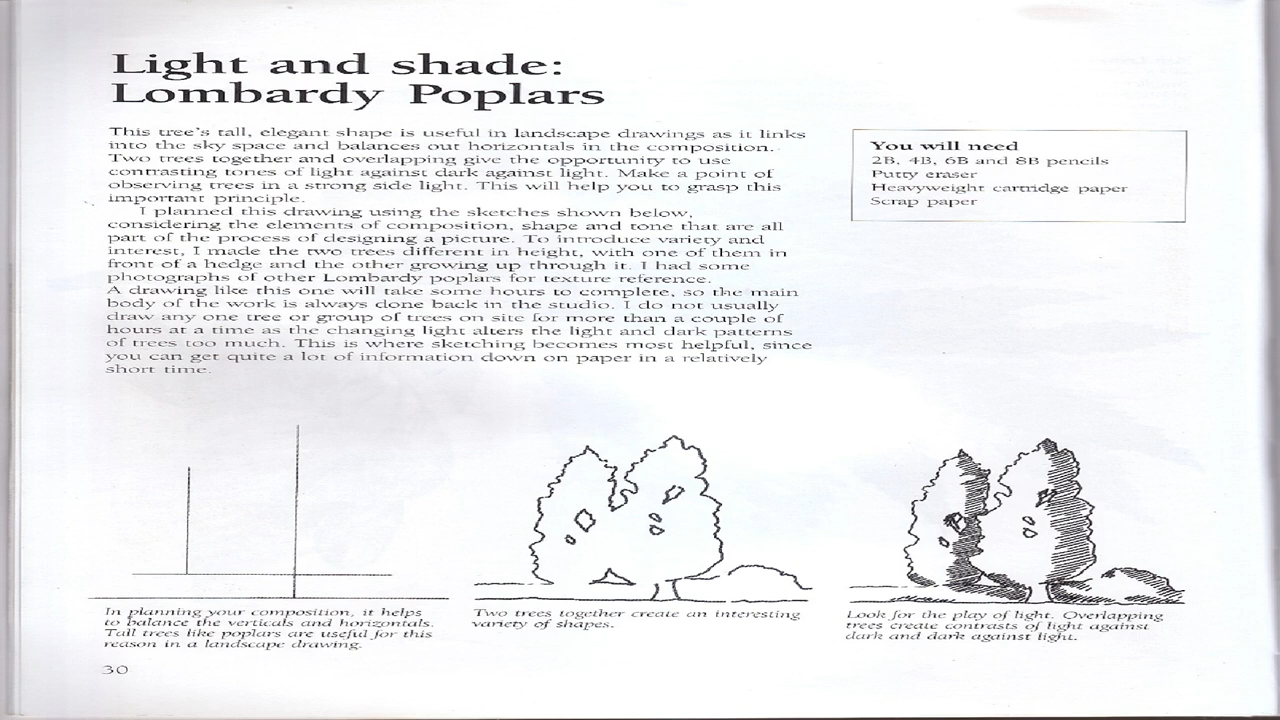 Light and shade:
Lombardy Poplars
This tree's tall, elegant shape is useful in landscape drawings as it links
into the sky space and balances out horizontals in the composition.
Two trees together and overlapping give the opportunity to use
contrasting tones of light against dark against light. Make a point of
observing trees in a strong side light. This will help you to grasp this
important principle.
I planned this drawing using the sketches shown below,
considering the elements of composition, shape and tone that are all
part of the process of designing a picture. To introduce variety and
interest, I made the two trees different in height, with one of them in
front of a hedge and the other growing up through it. I had some
photographs of other Lombardy poplars for texture reference.
A drawing like this one will take some hours to complete, so the main
body of the work is always done back in the studio. I do not usually
draw any one tree or group of trees on site for more than a couple of
hours at a time as the changing light alters the light and dark patterns
of trees too much. This is where sketching becomes most helpful, since
you can get quite a lot of information down on paper in a relatively
short time.
You will need
2B, 4B, 6B and 8B pencils
Putty eraser
Heavyweight cartridge paper
Scrap paper
In planning your composition, it helps
to balance the verticals and horizontals.
Tall trees like poplars are useful for this
reason in a landscape drawing.
Two trees together create an interesting
variety of shapes.
Look for the play of light. Overlapping
trees create contrasts of light against
dark and dark against light.
30